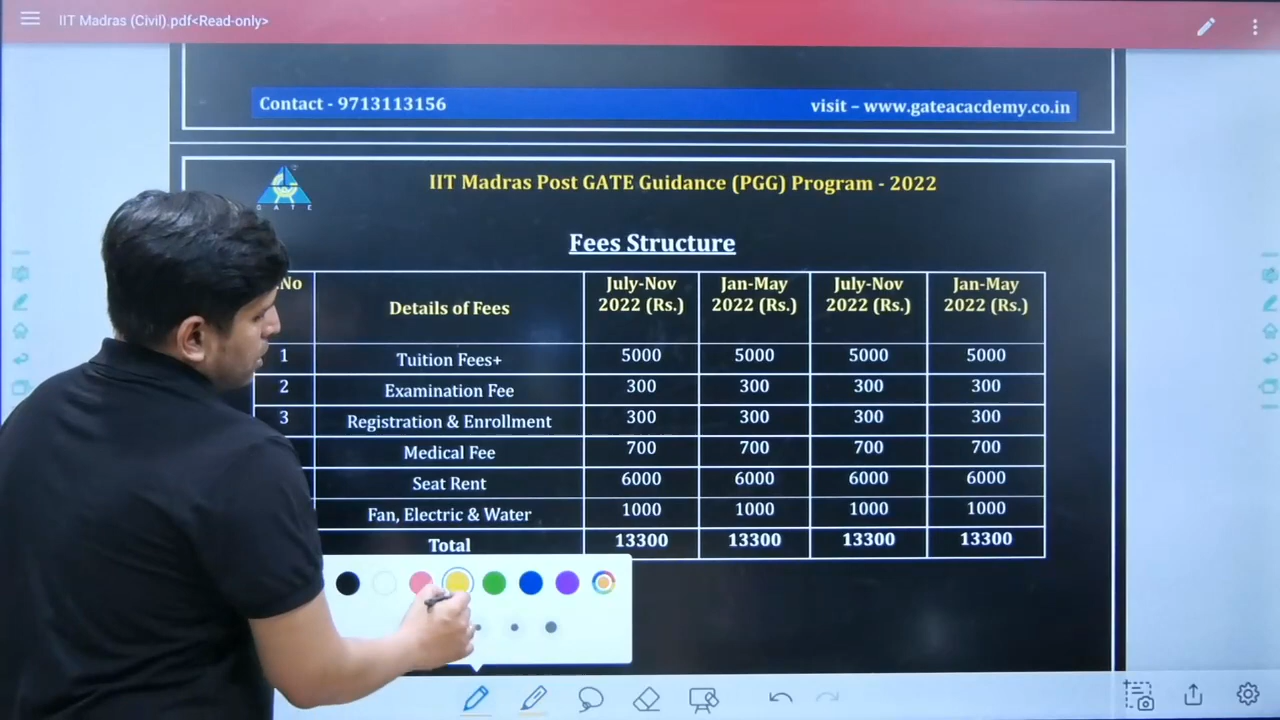 IIT Madras (Civil).pdf<Read-only>
Contact - 9713113156 visit – www.gateacacdemy.co.in
G A T E
IIT Madras Post GATE Guidance (PGG) Program - 2022
Fees Structure
No Details of Fees July-Nov 2022 (Rs.) Jan-May 2022 (Rs.) July-Nov 2022 (Rs.) Jan-May 2022 (Rs.)
1 Tuition Fees+ 5000 5000 5000 5000
2 Examination Fee 300 300 300 300
3 Registration & Enrollment 300 300 300 300
Medical Fee 700 700 700 700
Seat Rent 6000 6000 6000 6000
Fan, Electric & Water 1000 1000 1000 1000
Total 13300 13300 13300 13300